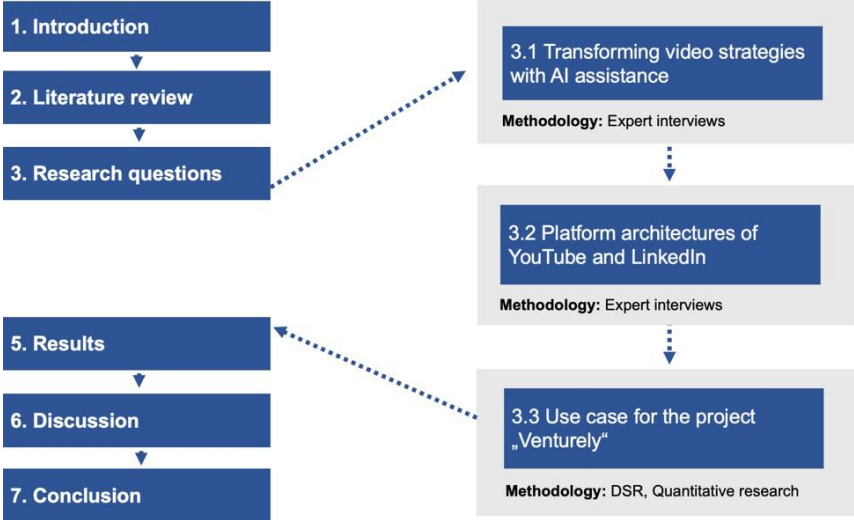 1. Introduction
2. Literature review
3. Research questions
3.1 Transforming video strategies
with AI assistance
Methodology: Expert interviews
3.2 Platform architectures of
YouTube and LinkedIn
Methodology: Expert interviews
3.3 Use case for the project
„Venturely“
Methodology: DSR, Quantitative research
5. Results
6. Discussion
7. Conclusion